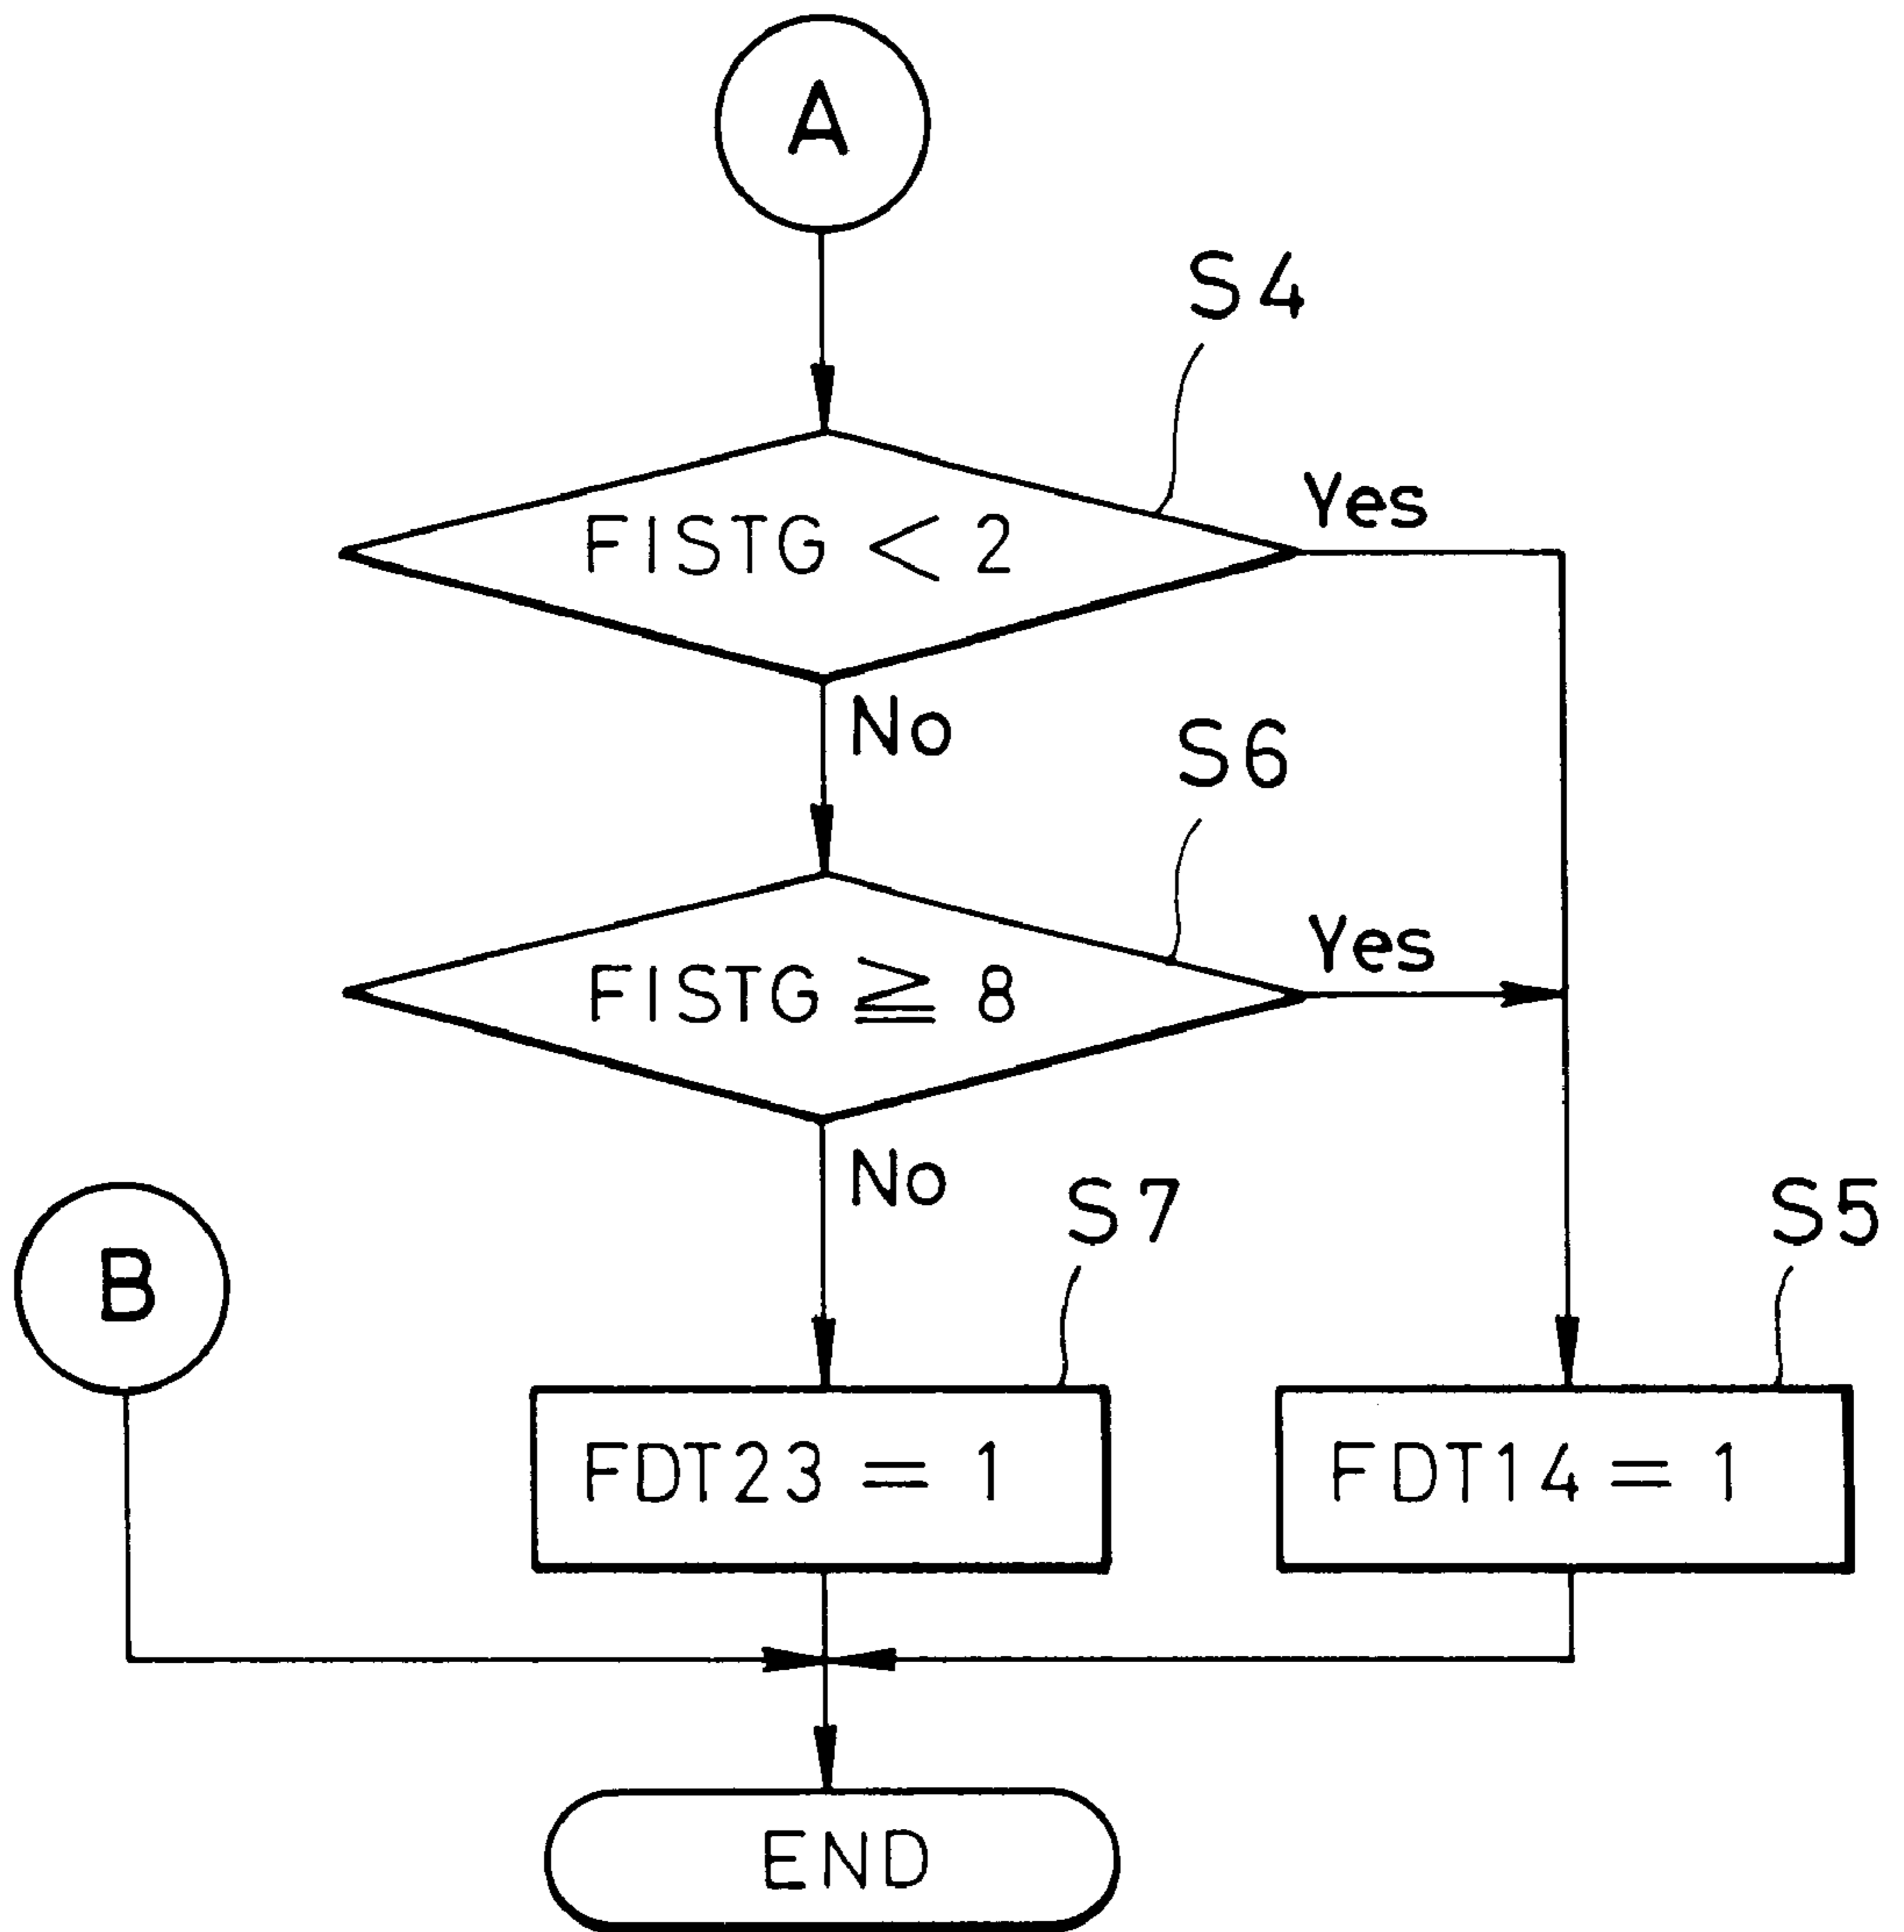 A
S4
FISTG < 2
Yes
No
S6
FISTG ≧ 8
Yes
No
B
S7
S5
FDT23 = 1
FDT14 = 1
END